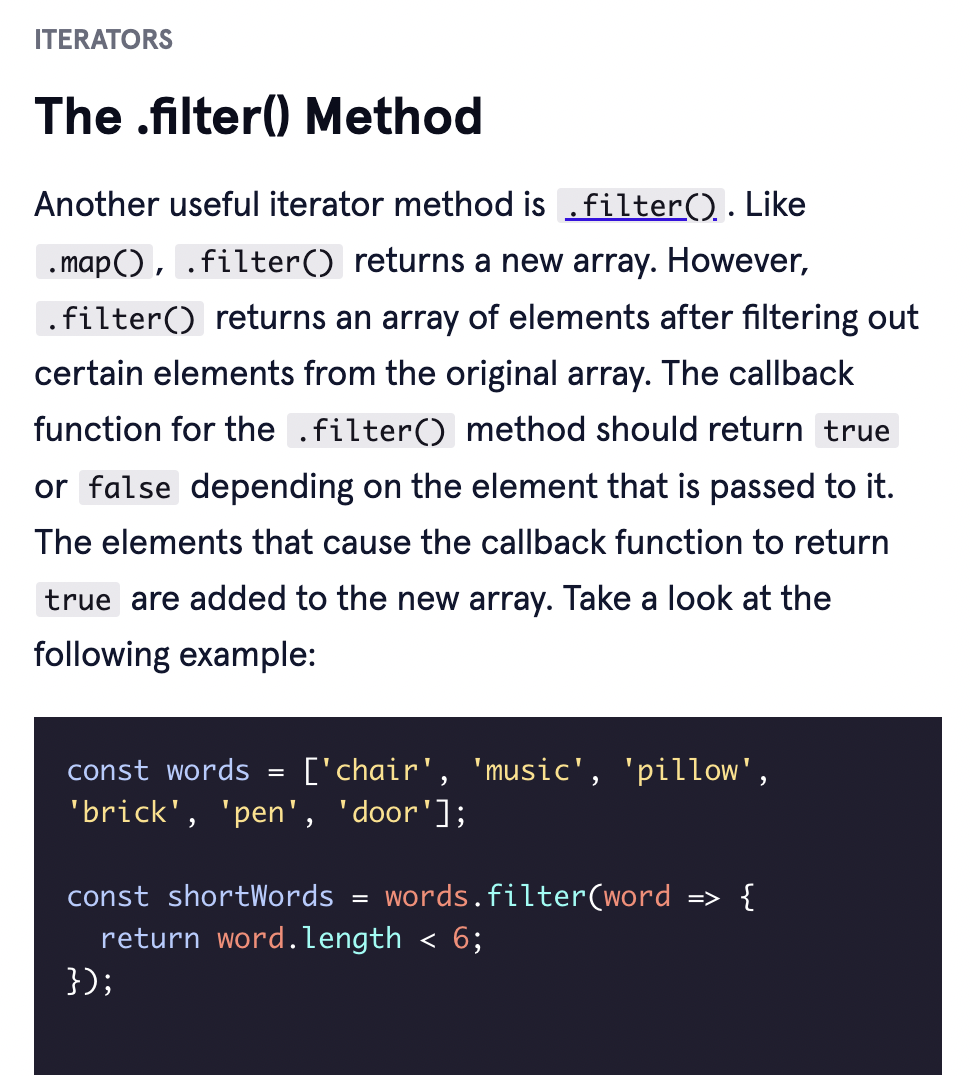 ITERATORS
The .filter() Method
Another useful iterator method is .filter(). Like
.map(), .filter() returns a new array. However,
.filter() returns an array of elements after filtering out
certain elements from the original array. The callback
function for the .filter() method should return true
or false depending on the element that is passed to it.
The elements that cause the callback function to return
true are added to the new array. Take a look at the
following example:
const words = ['chair', 'music', 'pillow',
'brick', 'pen', 'door'];
const shortWords = words.filter(word => {
  return word.length < 6;
});